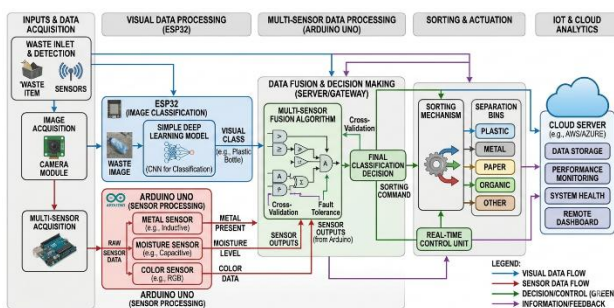 INPUTS & DATA
ACQUISITION
VISUAL DATA PROCESSING
(ESP32)
MULTI-SENSOR DATA PROCESSING
(ARDUINO UNO)
SORTING & ACTUATION
IOT & CLOUD
ANALYTICS
WASTE INLET
& DETECTION
WASTE
ITEM
SENSORS
IMAGE
ACQUISITION
CAMERA
MODULE
MULTI-SENSOR
ACQUISITION
ESP32
(IMAGE CLASSIFICATION)
WASTE
IMAGE
SIMPLE DEEP
LEARNING MODEL
(CNN for Classification)
VISUAL
CLASS
(e.g., Plastic
Bottle)
ARDUINO UNO
(SENSOR PROCESSING)
RAW
SENSOR
DATA
METAL SENSOR
(e.g., Inductive)
MOISTURE SENSOR
(e.g., Capacitive)
COLOR SENSOR
(e.g., RGB)
ARDUINO UNO
(SENSOR PROCESSING)
METAL
PRESENT
MOISTURE
LEVEL
COLOR
DATA
DATA FUSION & DECISION MAKING
(SERVER/GATEWAY)
MULTI-SENSOR
FUSION ALGORITHM
Cross-
Validation
Fault
Tolerance
Cross-
Validation
SENSOR
OUTPUTS
SENSOR
OUTPUTS
(from Arduino)
FINAL
CLASSIFICATION
DECISION
SORTING
COMMAND
SORTING
MECHANISM
SEPARATION
BINS
PLASTIC
METAL
PAPER
ORGANIC
OTHER
REAL-TIME
CONTROL UNIT
CLOUD SERVER
(e.g., AWS/AZURE)
DATA STORAGE
PERFORMANCE
MONITORING
SYSTEM HEALTH
REMOTE
DASHBOARD
LEGEND:
VISUAL DATA FLOW
SENSOR DATA FLOW
DECISION/CONTROL (GREEN)
INFORMATION/FEEDBACK